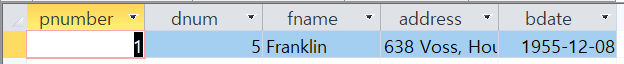 pnumber dnum fname address bdate
1 5 Franklin 638 Voss, Hou 1955-12-08